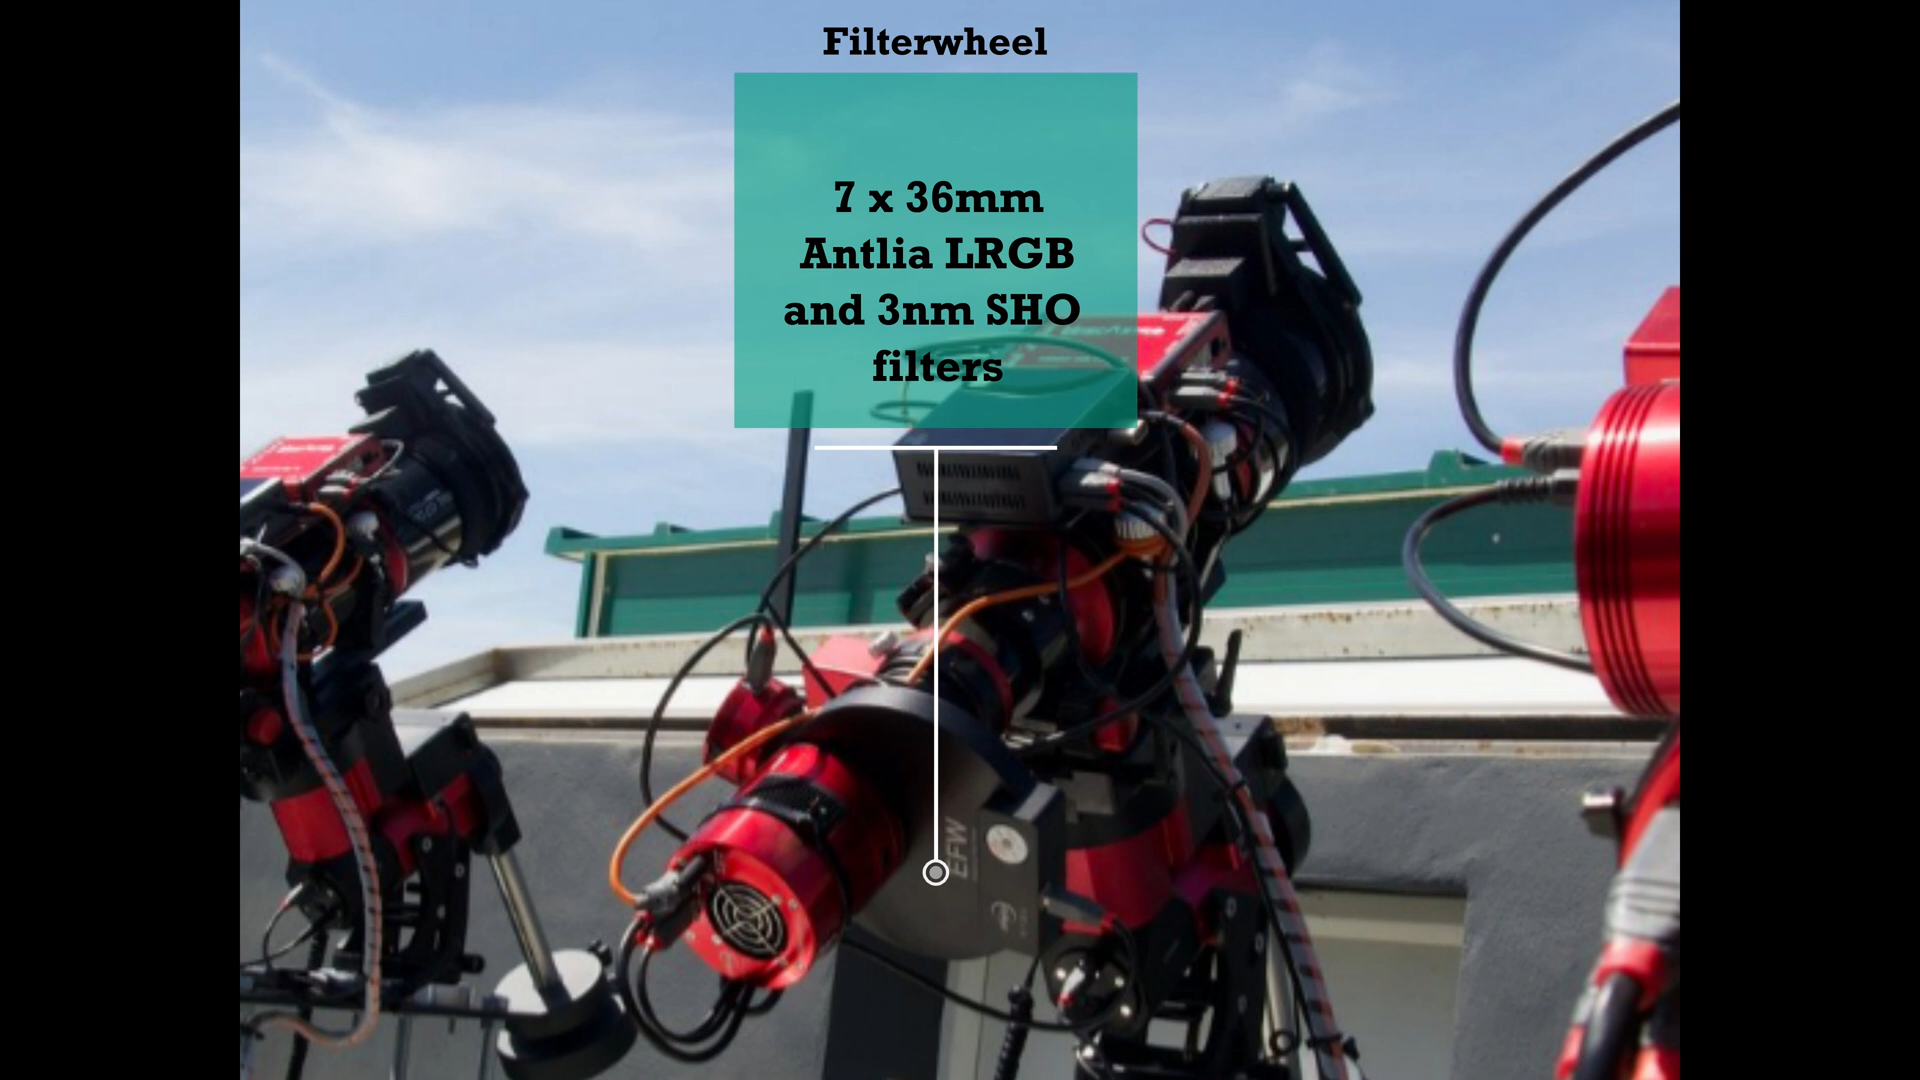 Filterwheel
7 x 36mm
Antlia LRGB
and 3nm SHO
filters
EFW